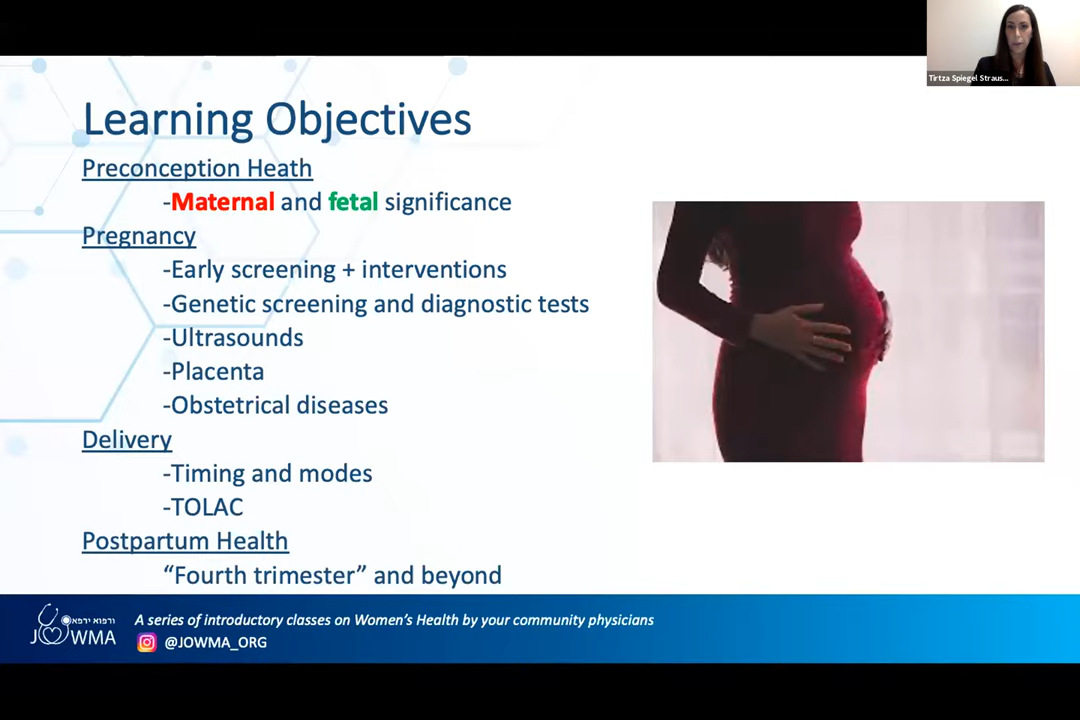 Tirtza Spiegel Straus...
Learning Objectives
Preconception Heath
-Maternal and fetal significance
Pregnancy
-Early screening + interventions
-Genetic screening and diagnostic tests
-Ultrasounds
-Placenta
-Obstetrical diseases
Delivery
-Timing and modes
-TOLAC
Postpartum Health
“Fourth trimester” and beyond
ורפוא ירפא
JOWMA
A series of introductory classes on Women’s Health by your community physicians
@JOWMA_ORG